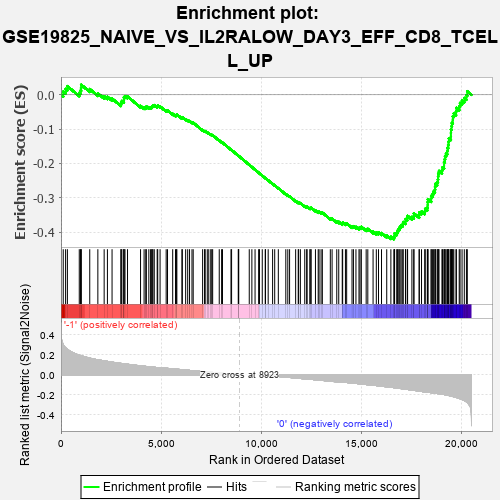 Enrichment plot:
GSE19825_NAIVE_VS_IL2RALOW_DAY3_EFF_CD8_TCEL
L_UP
Enrichment score (ES)
0.0
-0.1
-0.2
-0.3
-0.4
'-1' (positively correlated)
Ranked list metric (Signal2Noise)
0.4
0.2
0.0
-0.2
-0.4
Zero cross at 8923
'0' (negatively correlated)
0
5,000
10,000
15,000
20,000
Rank in Ordered Dataset
Enrichment profile
Hits
Ranking metric scores